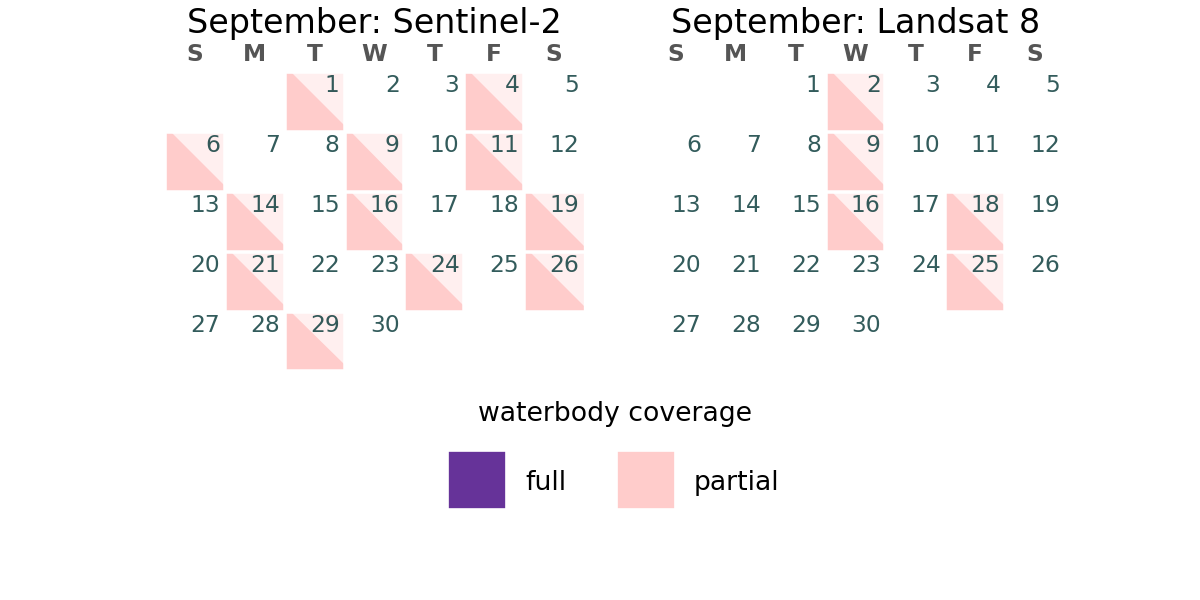 September: Sentinel-2
S M T W T F S
1 2 3 4 5
6 7 8 9 10 11 12
13 14 15 16 17 18 19
20 21 22 23 24 25 26
27 28 29 30
September: Landsat 8
S M T W T F S
1 2 3 4 5
6 7 8 9 10 11 12
13 14 15 16 17 18 19
20 21 22 23 24 25 26
27 28 29 30
waterbody coverage
full
partial